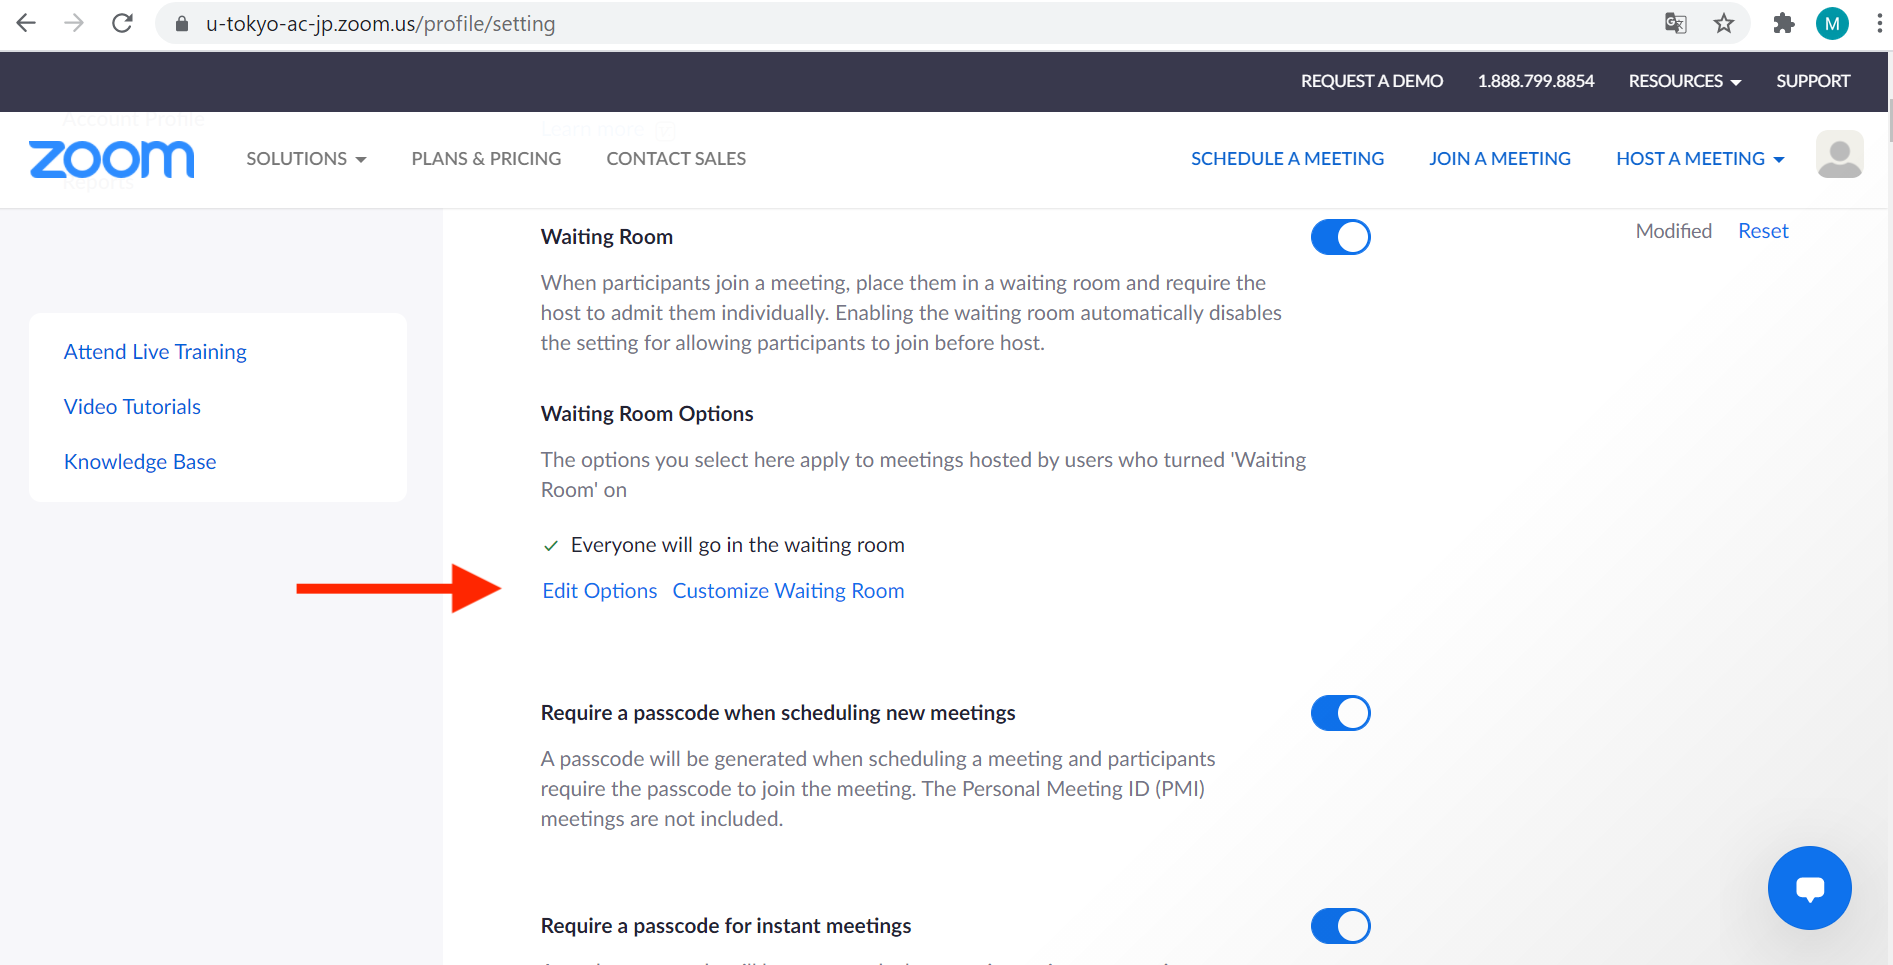 u-tokyo-ac-jp.zoom.us/profile/setting
M
REQUEST A DEMO 1.888.799.8854 RESOURCES SUPPORT
Account Profile
Learn more
zoom SOLUTIONS PLANS & PRICING CONTACT SALES SCHEDULE A MEETING JOIN A MEETING HOST A MEETING
Reports
Waiting Room
Modified Reset
When participants join a meeting, place them in a waiting room and require the
host to admit them individually. Enabling the waiting room automatically disables
the setting for allowing participants to join before host.
Attend Live Training
Video Tutorials
Knowledge Base
Waiting Room Options
The options you select here apply to meetings hosted by users who turned 'Waiting
Room' on
Everyone will go in the waiting room
Edit Options Customize Waiting Room
Require a passcode when scheduling new meetings
A passcode will be generated when scheduling a meeting and participants
require the passcode to join the meeting. The Personal Meeting ID (PMI)
meetings are not included.
Require a passcode for instant meetings